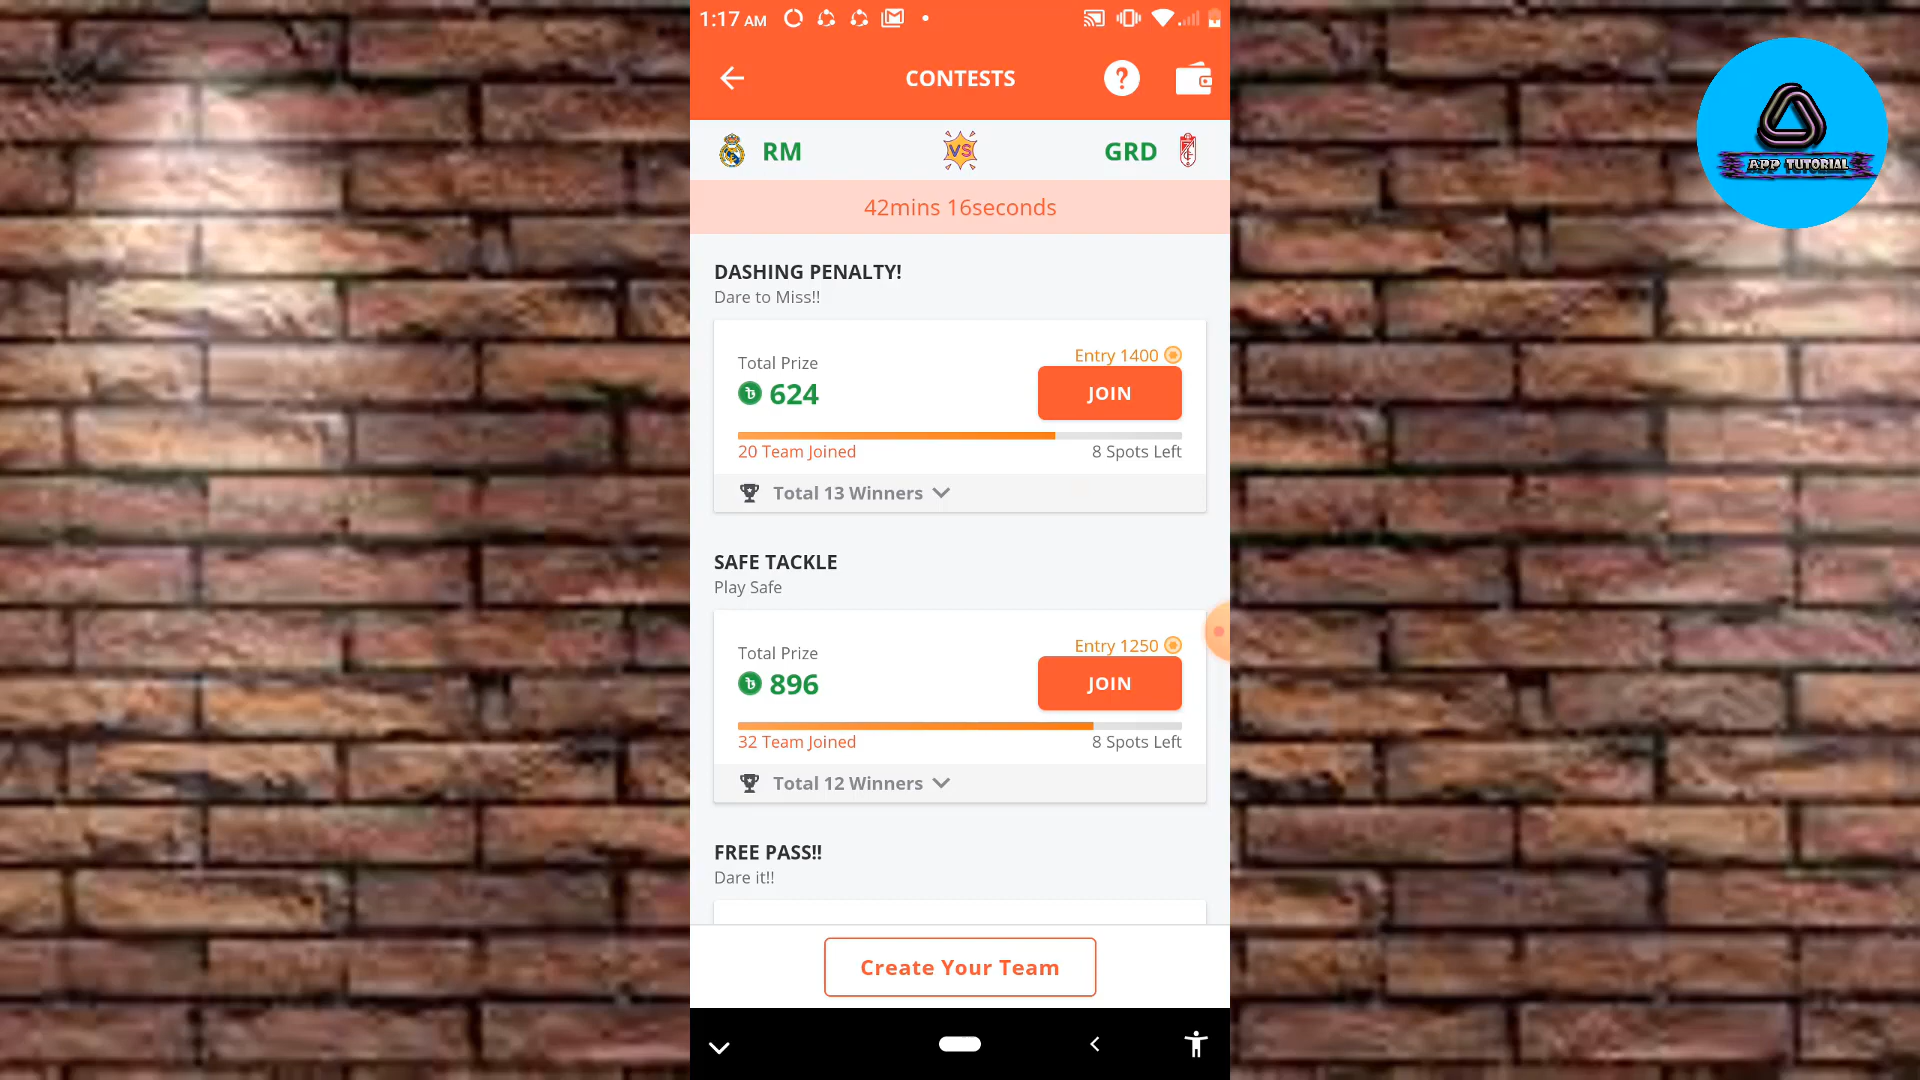 1:17 AM
CONTESTS
?
RM
VS
GRD
42mins 16seconds
DASHING PENALTY!
Dare to Miss!!
Entry 1400
Total Prize
৳ 624
JOIN
20 Team Joined
8 Spots Left
Total 13 Winners
SAFE TACKLE
Play Safe
Entry 1250
Total Prize
৳ 896
JOIN
32 Team Joined
8 Spots Left
Total 12 Winners
FREE PASS!!
Dare it!!
Create Your Team
APP TUTORIAL